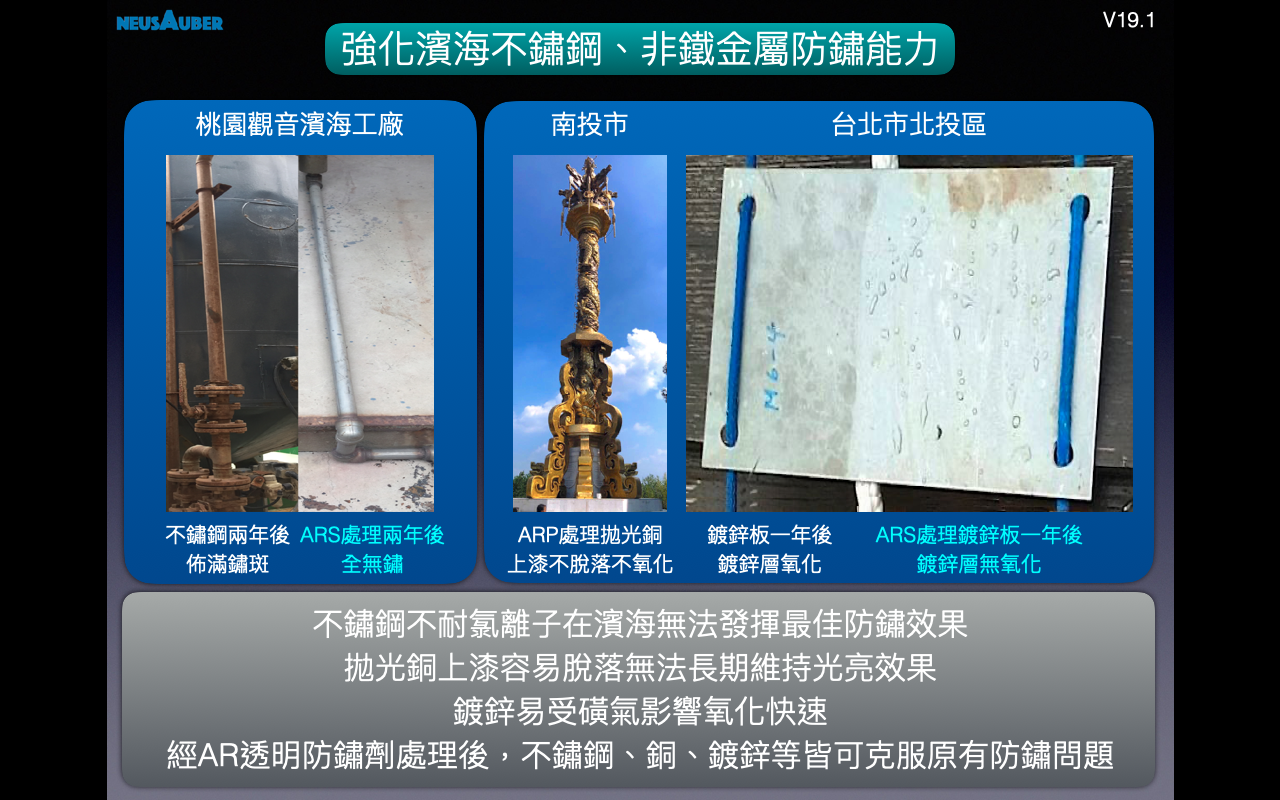 NEUSAUBER
V19.1
強化濱海不鏽鋼、非鐵金屬防鏽能力
桃園觀音濱海工廠
南投市
台北市北投區
M6-4
不鏽鋼兩年後
佈滿鏽斑
ARS處理兩年後
全無鏽
ARP處理拋光銅
上漆不脫落不氧化
鍍鋅板一年後
鍍鋅層氧化
ARS處理鍍鋅板一年後
鍍鋅層無氧化
不鏽鋼不耐氯離子在濱海無法發揮最佳防鏽效果
拋光銅上漆容易脫落無法長期維持光亮效果
鍍鋅易受磺氣影響氧化快速
經AR透明防鏽劑處理後，不鏽鋼、銅、鍍鋅等皆可克服原有防鏽問題